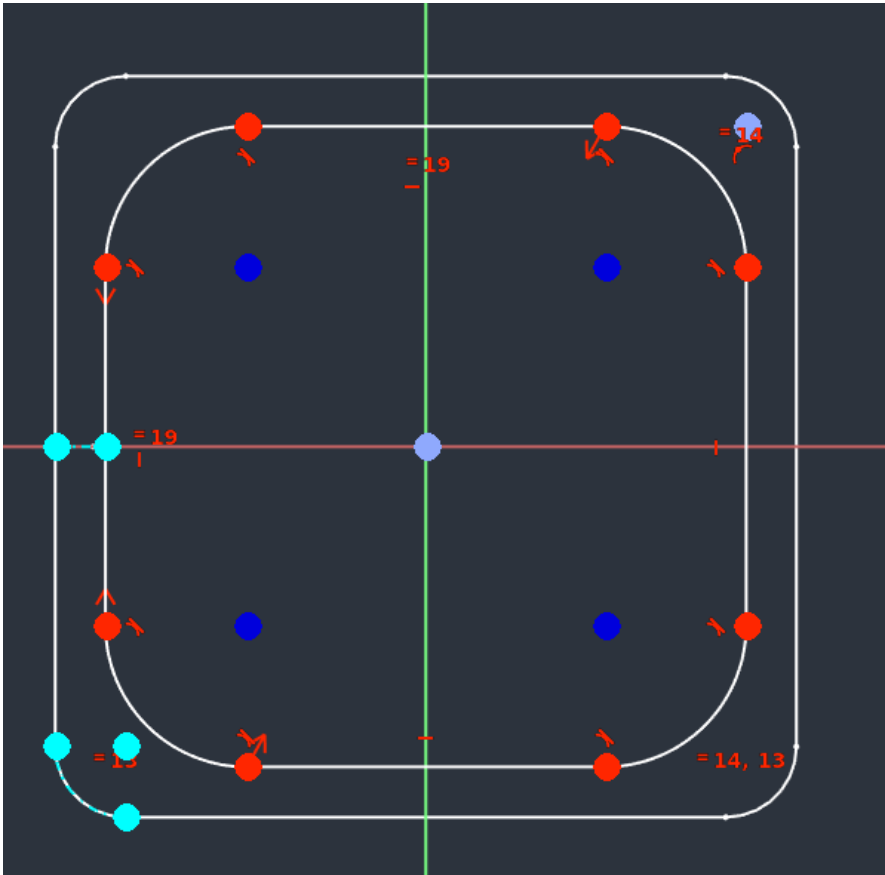 = 14
= 19
= 19
= 13
= 14, 13